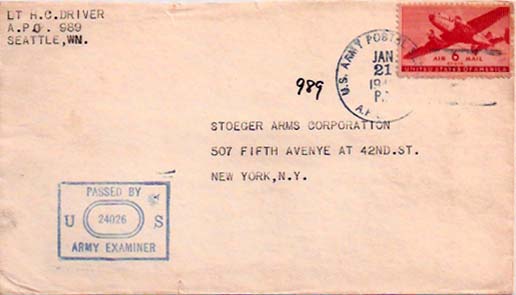 LT H.C.DRIVER
A.P.O. 989
SEATTLE,WN.
U.S. ARMY POSTAL
JAN
21
A.P.
989
AIR 6 MAIL
CENTS
UNITED STATES OF AMERICA
STOEGER ARMS CORPORATION
507 FIFTH AVENYE AT 42ND.ST.
NEW YORK,N.Y.
PASSED BY
U 24026 S
ARMY EXAMINER